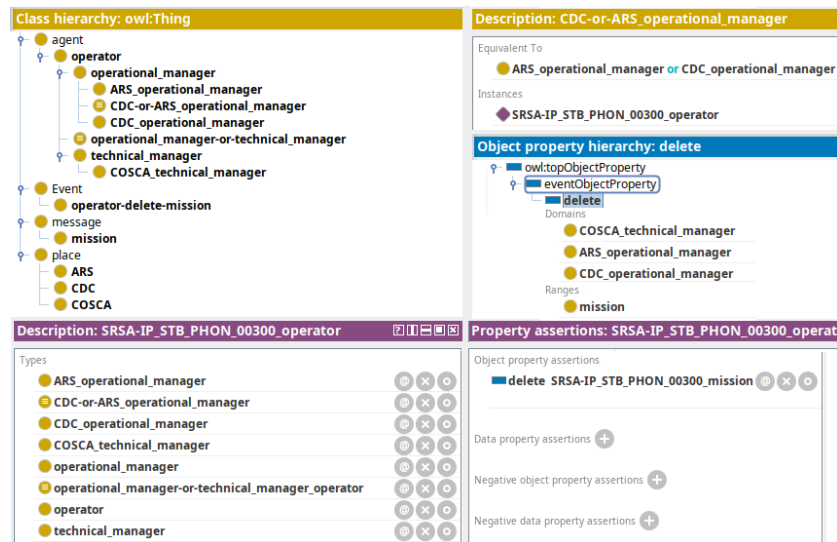 Class hierarchy: owl:Thing
agent
operator
operational_manager
ARS_operational_manager
CDC-or-ARS_operational_manager
CDC_operational_manager
operational_manager-or-technical_manager
technical_manager
COSCA_technical_manager
Event
operator-delete-mission
message
mission
place
ARS
CDC
COSCA
Description: CDC-or-ARS_operational_manager
Equivalent To
ARS_operational_manager or CDC_operational_manager
Instances
SRSA-IP_STB_PHON_00300_operator
Object property hierarchy: delete
owl:topObjectProperty
eventObjectProperty
delete
Domains
COSCA_technical_manager
ARS_operational_manager
CDC_operational_manager
Ranges
mission
Description: SRSA-IP_STB_PHON_00300_operator
Types
ARS_operational_manager
CDC-or-ARS_operational_manager
CDC_operational_manager
COSCA_technical_manager
operational_manager
operational_manager-or-technical_manager_operator
operator
technical_manager
Property assertions: SRSA-IP_STB_PHON_00300_operat
Object property assertions
delete SRSA-IP_STB_PHON_00300_mission
Data property assertions
Negative object property assertions
Negative data property assertions